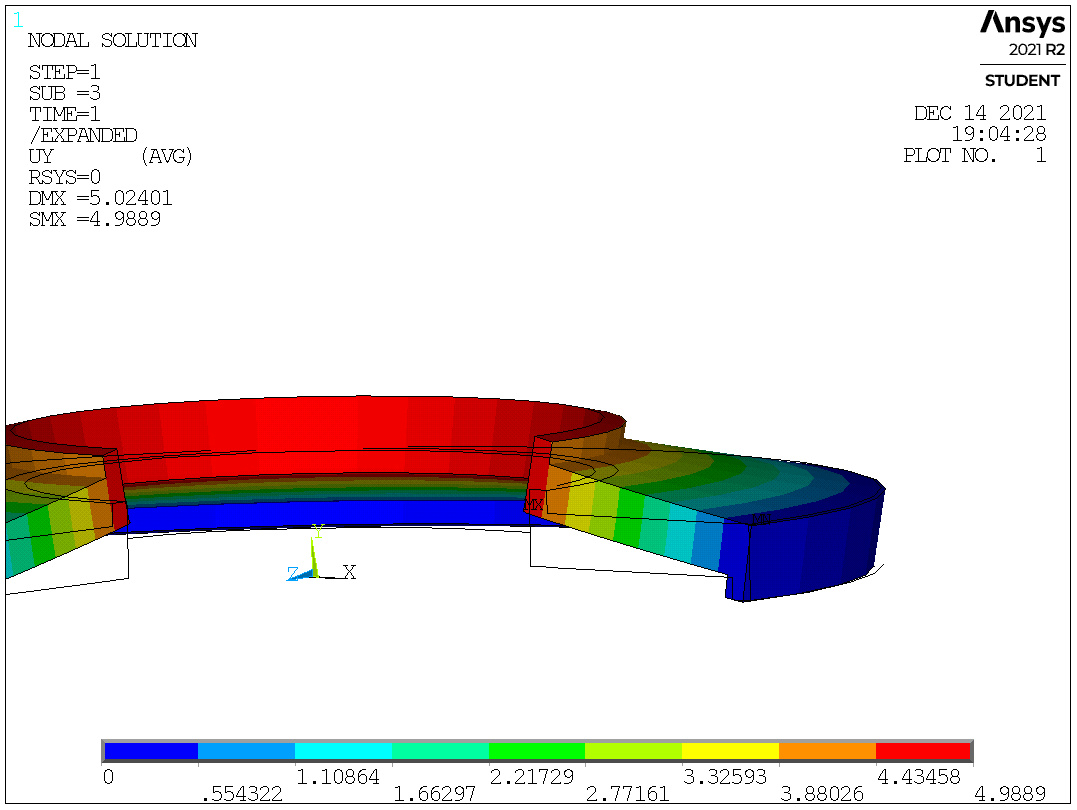 1
NODAL SOLUTION
STEP=1
SUB =3
TIME=1
/EXPANDED
UY (AVG)
RSYS=0
DMX =5.02401
SMX =4.9889
Ansys
2021 R2
STUDENT
DEC 14 2021
19:04:28
PLOT NO. 1
MX
Y
Z X
0 1.10864 2.21729 3.32593 4.43458
.554322 1.66297 2.77161 3.88026 4.9889